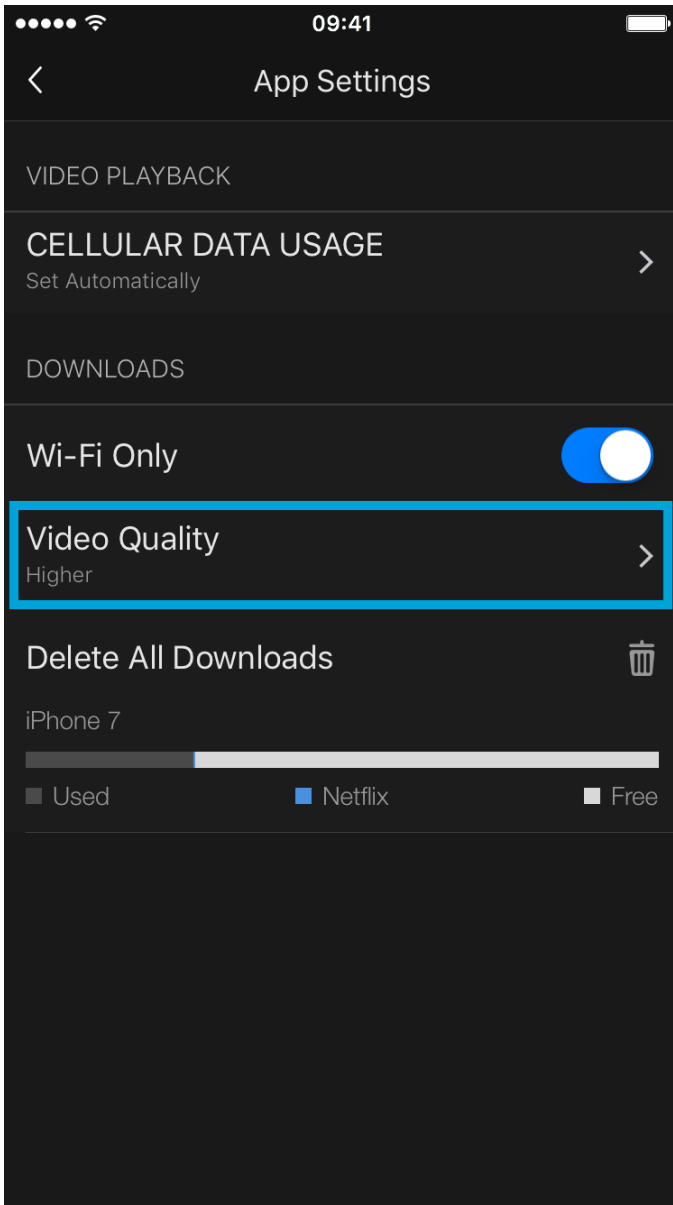 09:41
App Settings
VIDEO PLAYBACK
CELLULAR DATA USAGE
Set Automatically
DOWNLOADS
Wi-Fi Only
Video Quality
Higher
Delete All Downloads
iPhone 7
Used Netflix Free